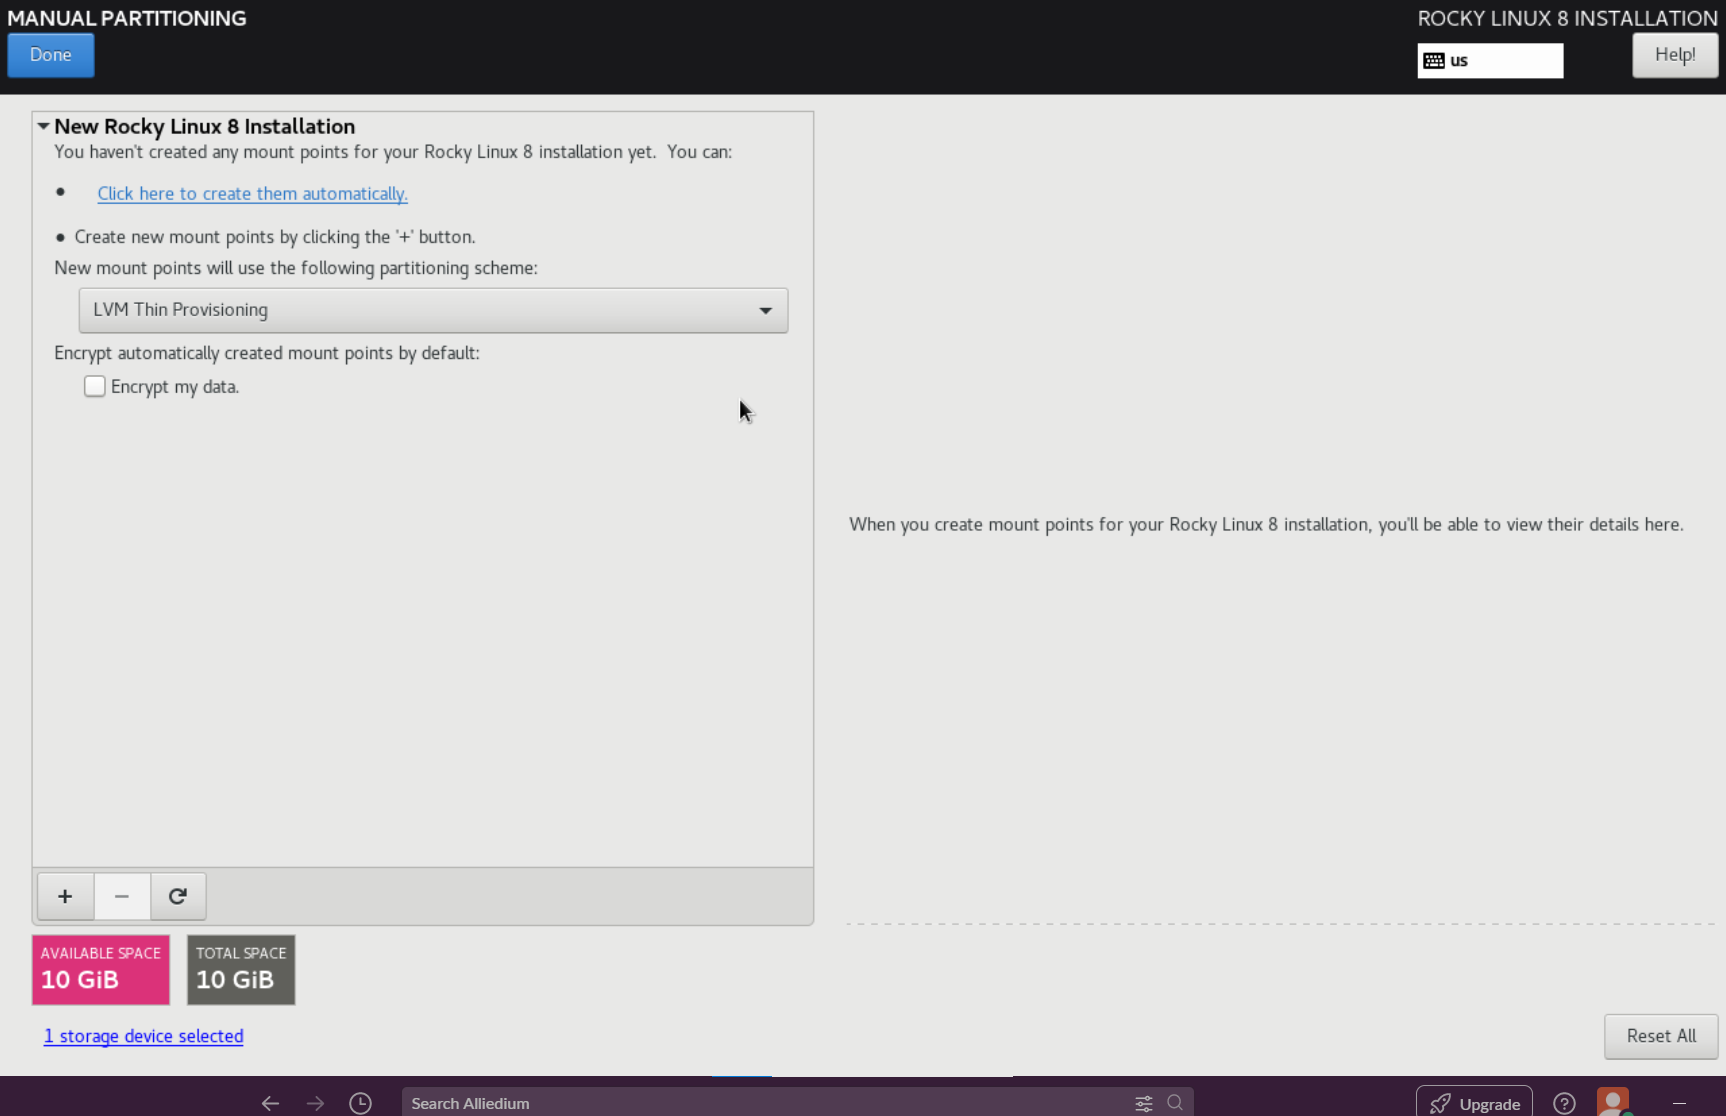 MANUAL PARTITIONING
ROCKY LINUX 8 INSTALLATION
Done
us
Help!
New Rocky Linux 8 Installation
You haven't created any mount points for your Rocky Linux 8 installation yet.  You can:
• Click here to create them automatically.
• Create new mount points by clicking the '+' button.
New mount points will use the following partitioning scheme:
LVM Thin Provisioning
Encrypt automatically created mount points by default:
Encrypt my data.
When you create mount points for your Rocky Linux 8 installation, you'll be able to view their details here.
+ −
AVAILABLE SPACE
10 GiB
TOTAL SPACE
10 GiB
1 storage device selected
Reset All
Search Alliedium
Upgrade